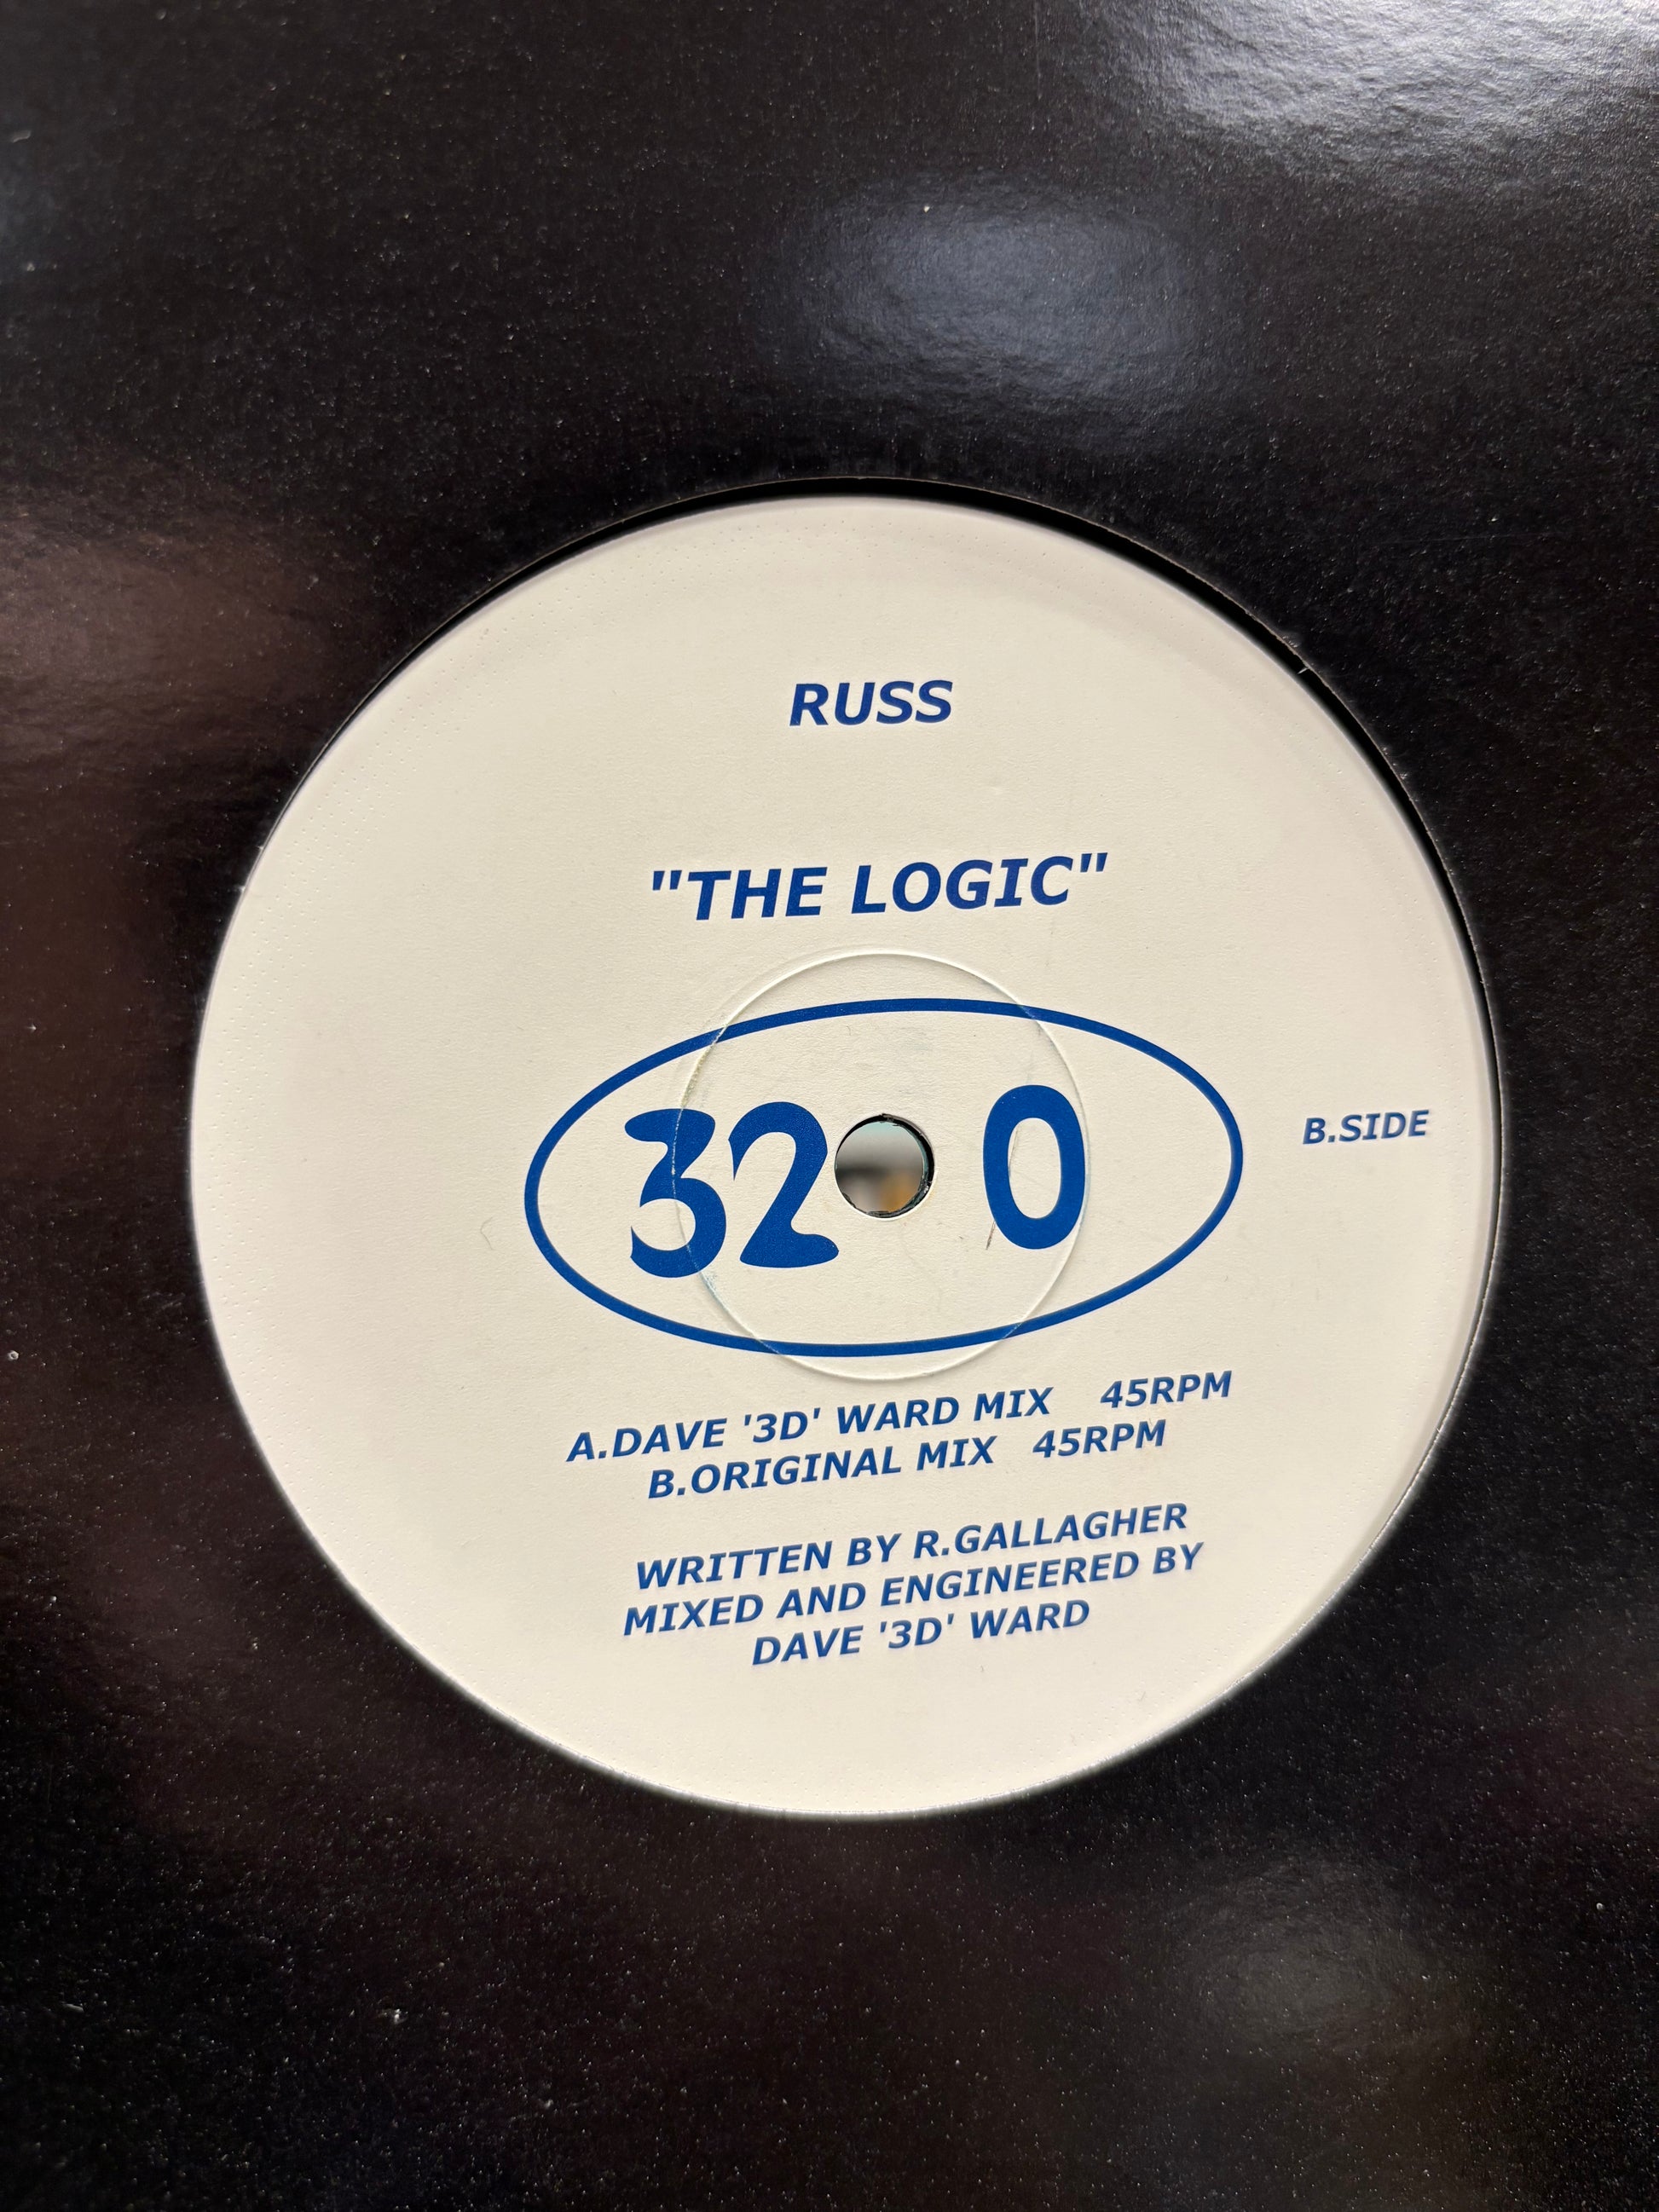 RUSS
"THE LOGIC"
32 0
B.SIDE
A.DAVE '3D' WARD MIX 45RPM
B.ORIGINAL MIX 45RPM
WRITTEN BY R.GALLAGHER
MIXED AND ENGINEERED BY
DAVE '3D' WARD